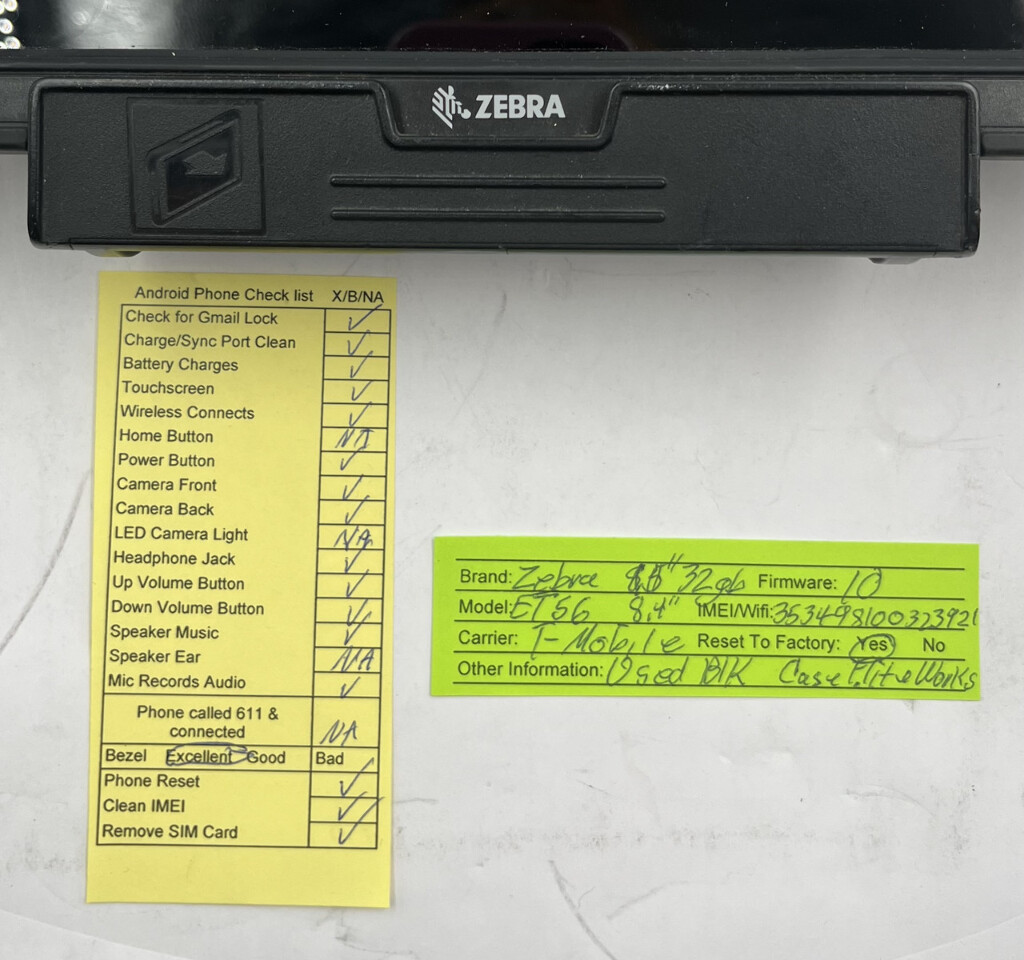 ZEBRA
Android Phone Check list X/B/NA
Check for Gmail Lock ✓
Charge/Sync Port Clean ✓
Battery Charges ✓
Touchscreen ✓
Wireless Connects ✓
Home Button
Power Button ✓
Camera Front ✓
Camera Back ✓
LED Camera Light NA
Headphone Jack ✓
Up Volume Button ✓
Down Volume Button ✓
Speaker Music ✓
Speaker Ear NA
Mic Records Audio ✓
Phone called 611 &
connected NA
Bezel Excellent Good Bad
Phone Reset ✓
Clean IMEI ✓
Remove SIM Card ✓
Brand: Zebra 32gb Firmware: 10
Model: ET56 8.4" IMEI/Wifi:
Carrier: T-Mobile Reset To Factory: Yes No
Other Information: Used Blk Case Works